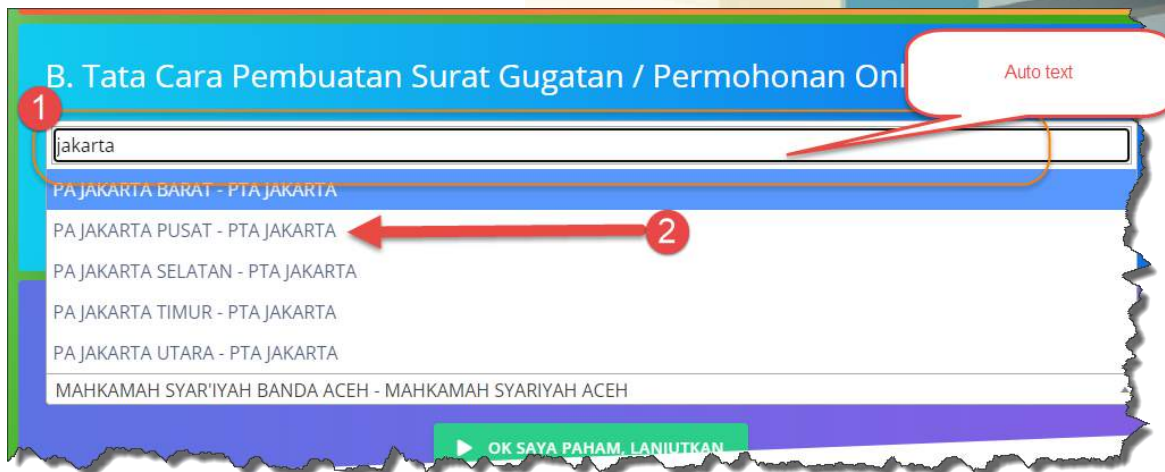 B. Tata Cara Pembuatan Surat Gugatan / Permohonan Onl
Auto text
1
jakarta
PA JAKARTA BARAT - PTA JAKARTA
PA JAKARTA PUSAT - PTA JAKARTA
2
PA JAKARTA SELATAN - PTA JAKARTA
PA JAKARTA TIMUR - PTA JAKARTA
PA JAKARTA UTARA - PTA JAKARTA
MAHKAMAH SYAR'IYAH BANDA ACEH - MAHKAMAH SYARIYAH ACEH
OK SAYA PAHAM, LANJUTKAN